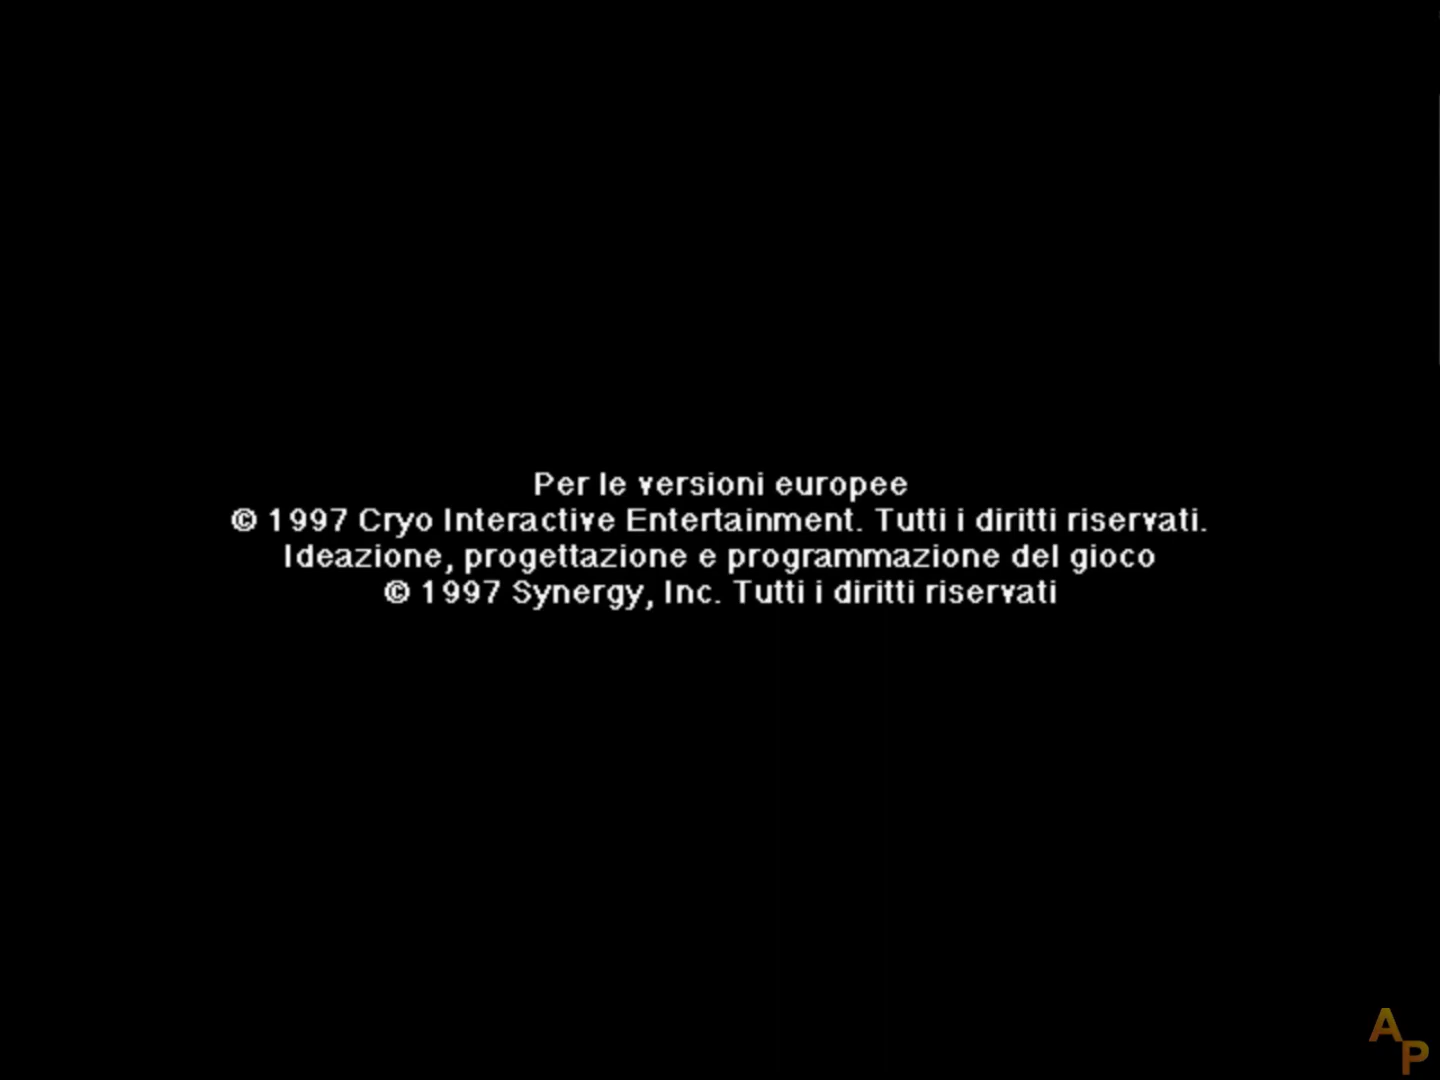 Per le versioni europee
© 1997 Cryo Interactive Entertainment. Tutti i diritti riservati.
Ideazione, progettazione e programmazione del gioco
© 1997 Synergy, Inc. Tutti i diritti riservati
A
P